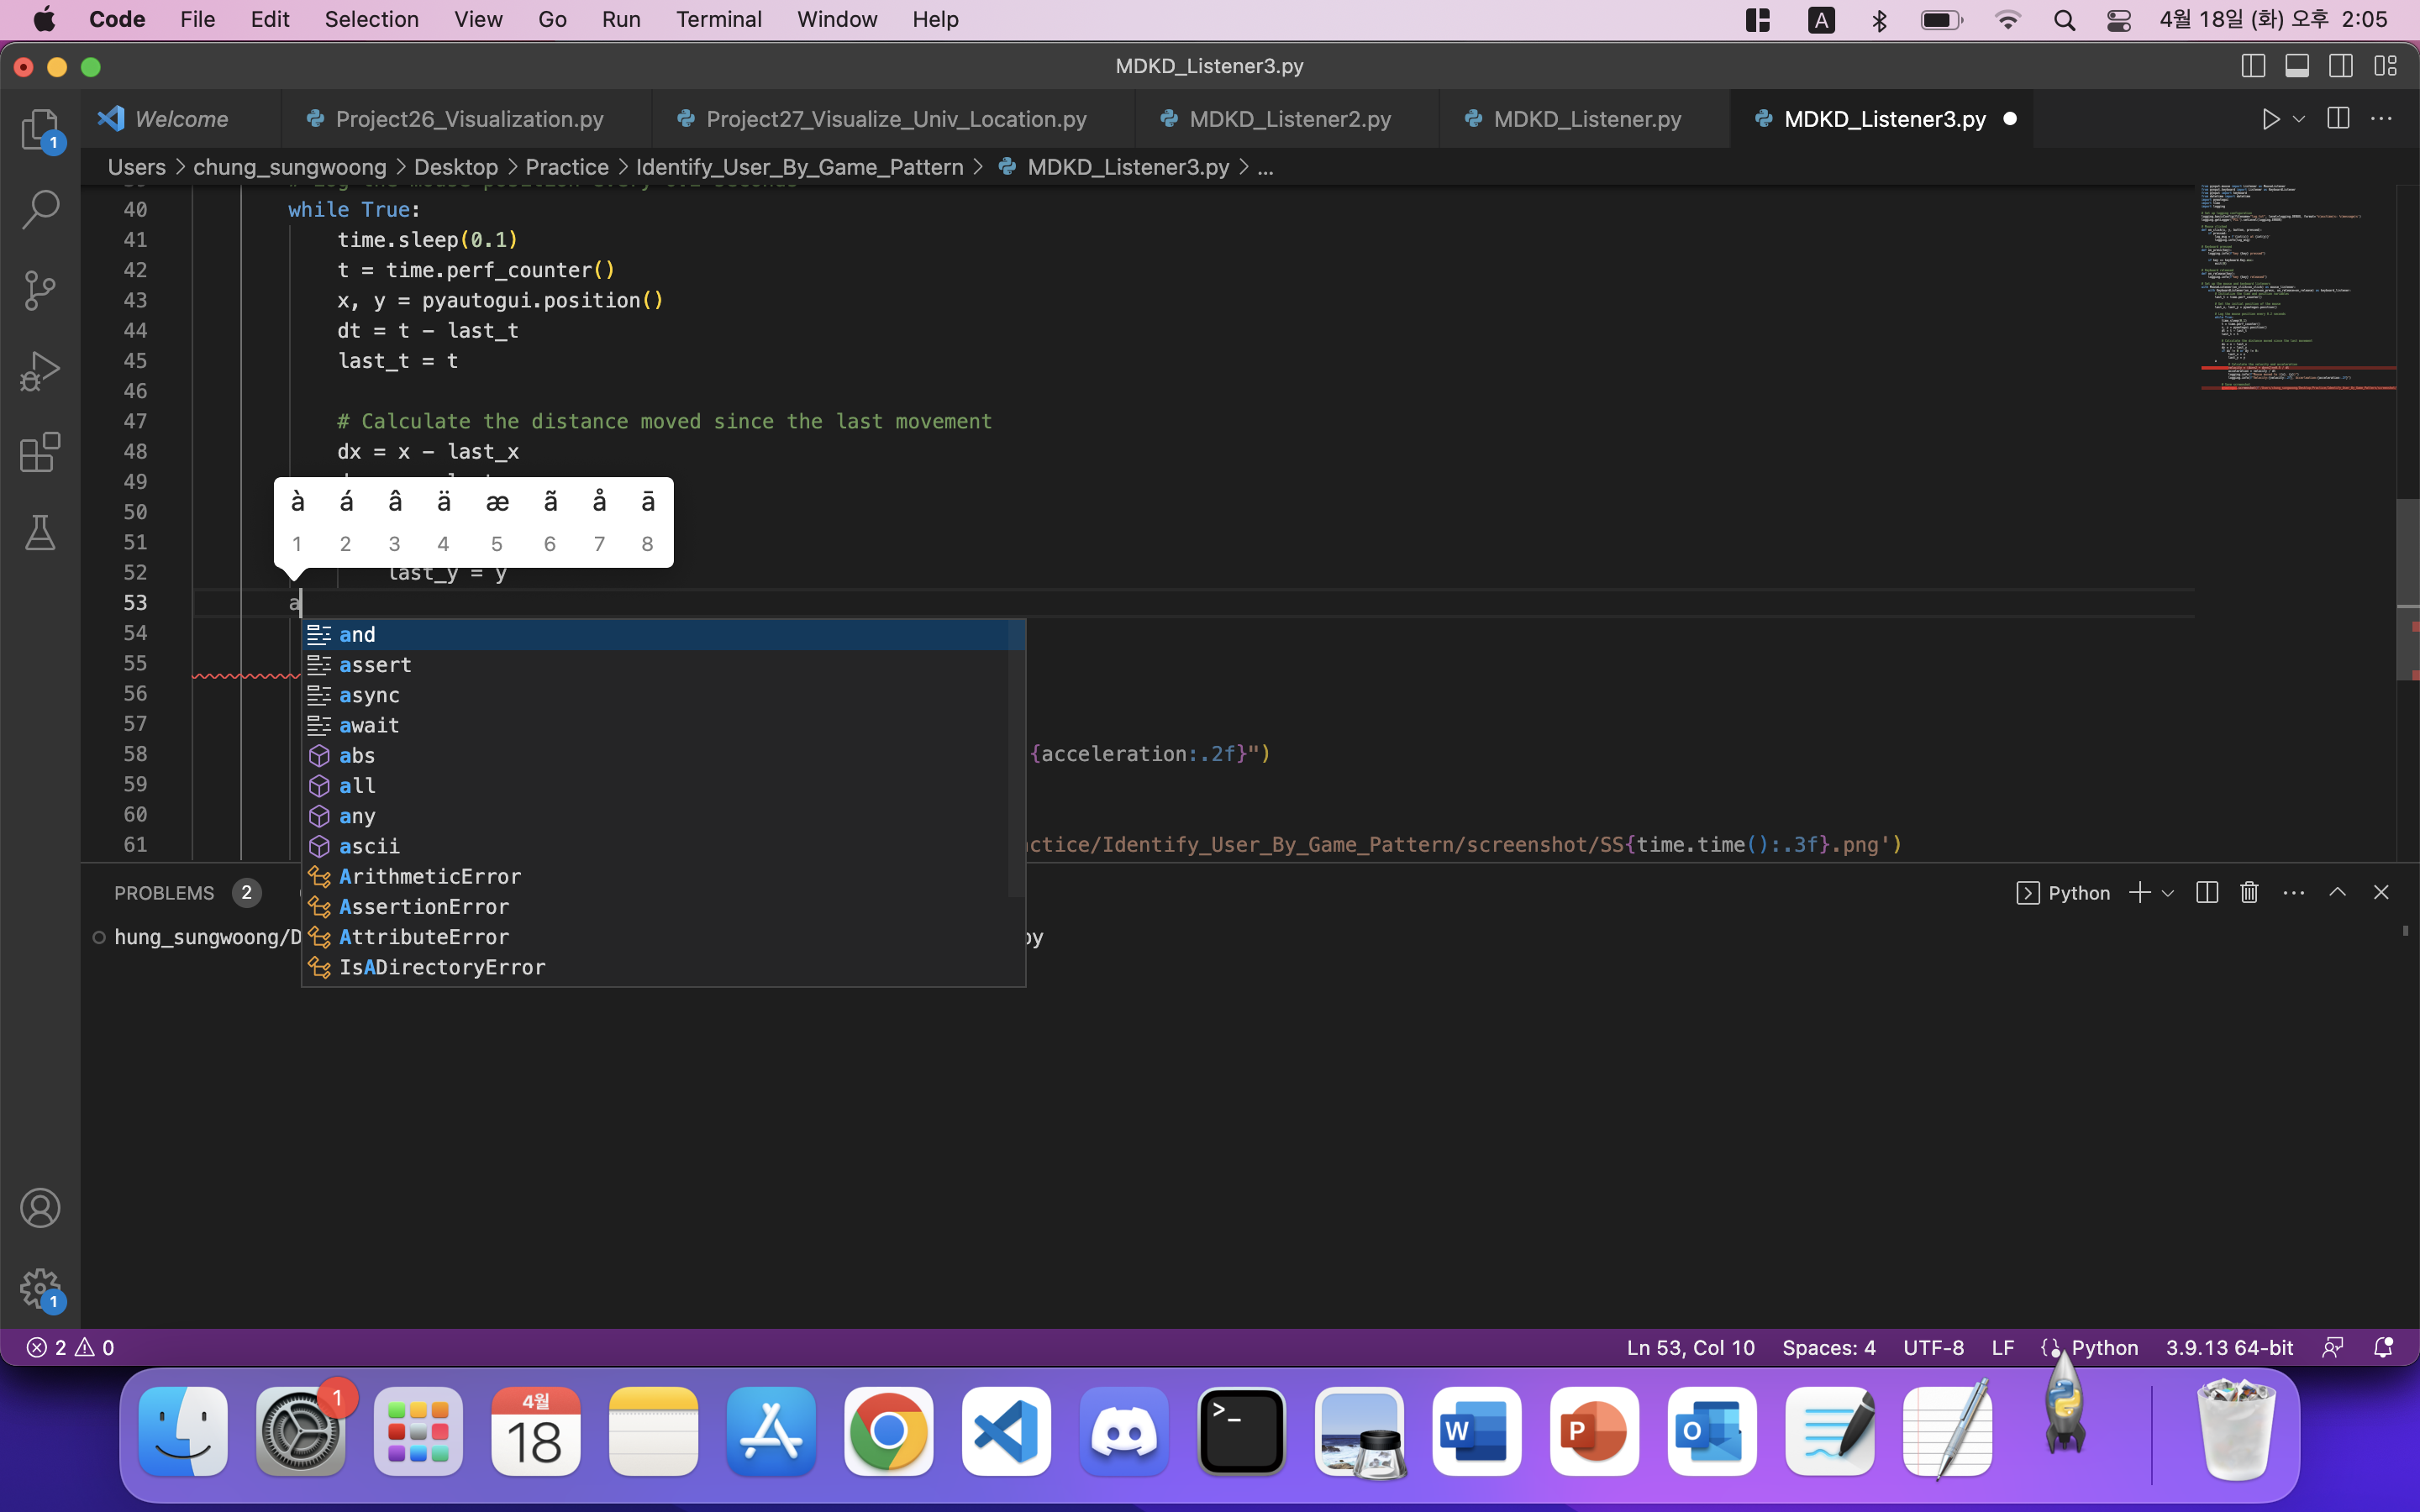 Code File Edit Selection View Go Run Terminal Window Help A 4월 18일 (화) 오후 2:05
MDKD_Listener3.py
Welcome Project26_Visualization.py Project27_Visualize_Univ_Location.py MDKD_Listener2.py MDKD_Listener.py MDKD_Listener3.py
1
Users > chung_sungwoong > Desktop > Practice > Identify_User_By_Game_Pattern > MDKD_Listener3.py > ...
40 while True:
41 time.sleep(0.1)
42 t = time.perf_counter()
43 x, y = pyautogui.position()
44 dt = t - last_t
45 last_t = t
46
47 # Calculate the distance moved since the last movement
48 dx = x - last_x
49
à á â ä æ ã å ā
50
1 2 3 4 5 6 7 8
51
52 last_y = y
53 a
54 and
55 assert
56 async
57 await
58 abs {acceleration:.2f}")
59 all
60 any
61 ascii ctice/Identify_User_By_Game_Pattern/screenshot/SS{time.time():.3f}.png')
ArithmeticError
PROBLEMS 2 Python
AssertionError
hung_sungwoong/D py
AttributeError
IsADirectoryError
1
2 0 Ln 53, Col 10 Spaces: 4 UTF-8 LF Python 3.9.13 64-bit
1
4월
18
>_
W
P
O